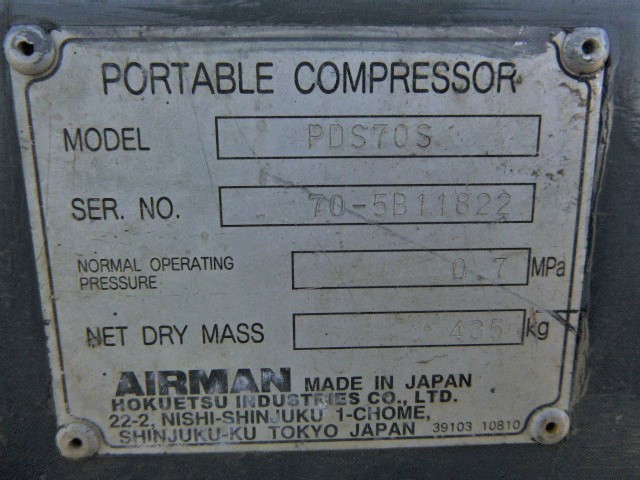 PORTABLE COMPRESSOR
MODEL PDS70S
SER. NO. 70-5B11822
NORMAL OPERATING
PRESSURE 0.7 MPa
NET DRY MASS 435 kg
AIRMAN MADE IN JAPAN
HOKUETSU INDUSTRIES CO., LTD.
22-2, NISHI-SHINJUKU 1-CHOME,
SHINJUKU-KU TOKYO JAPAN 39103 10810